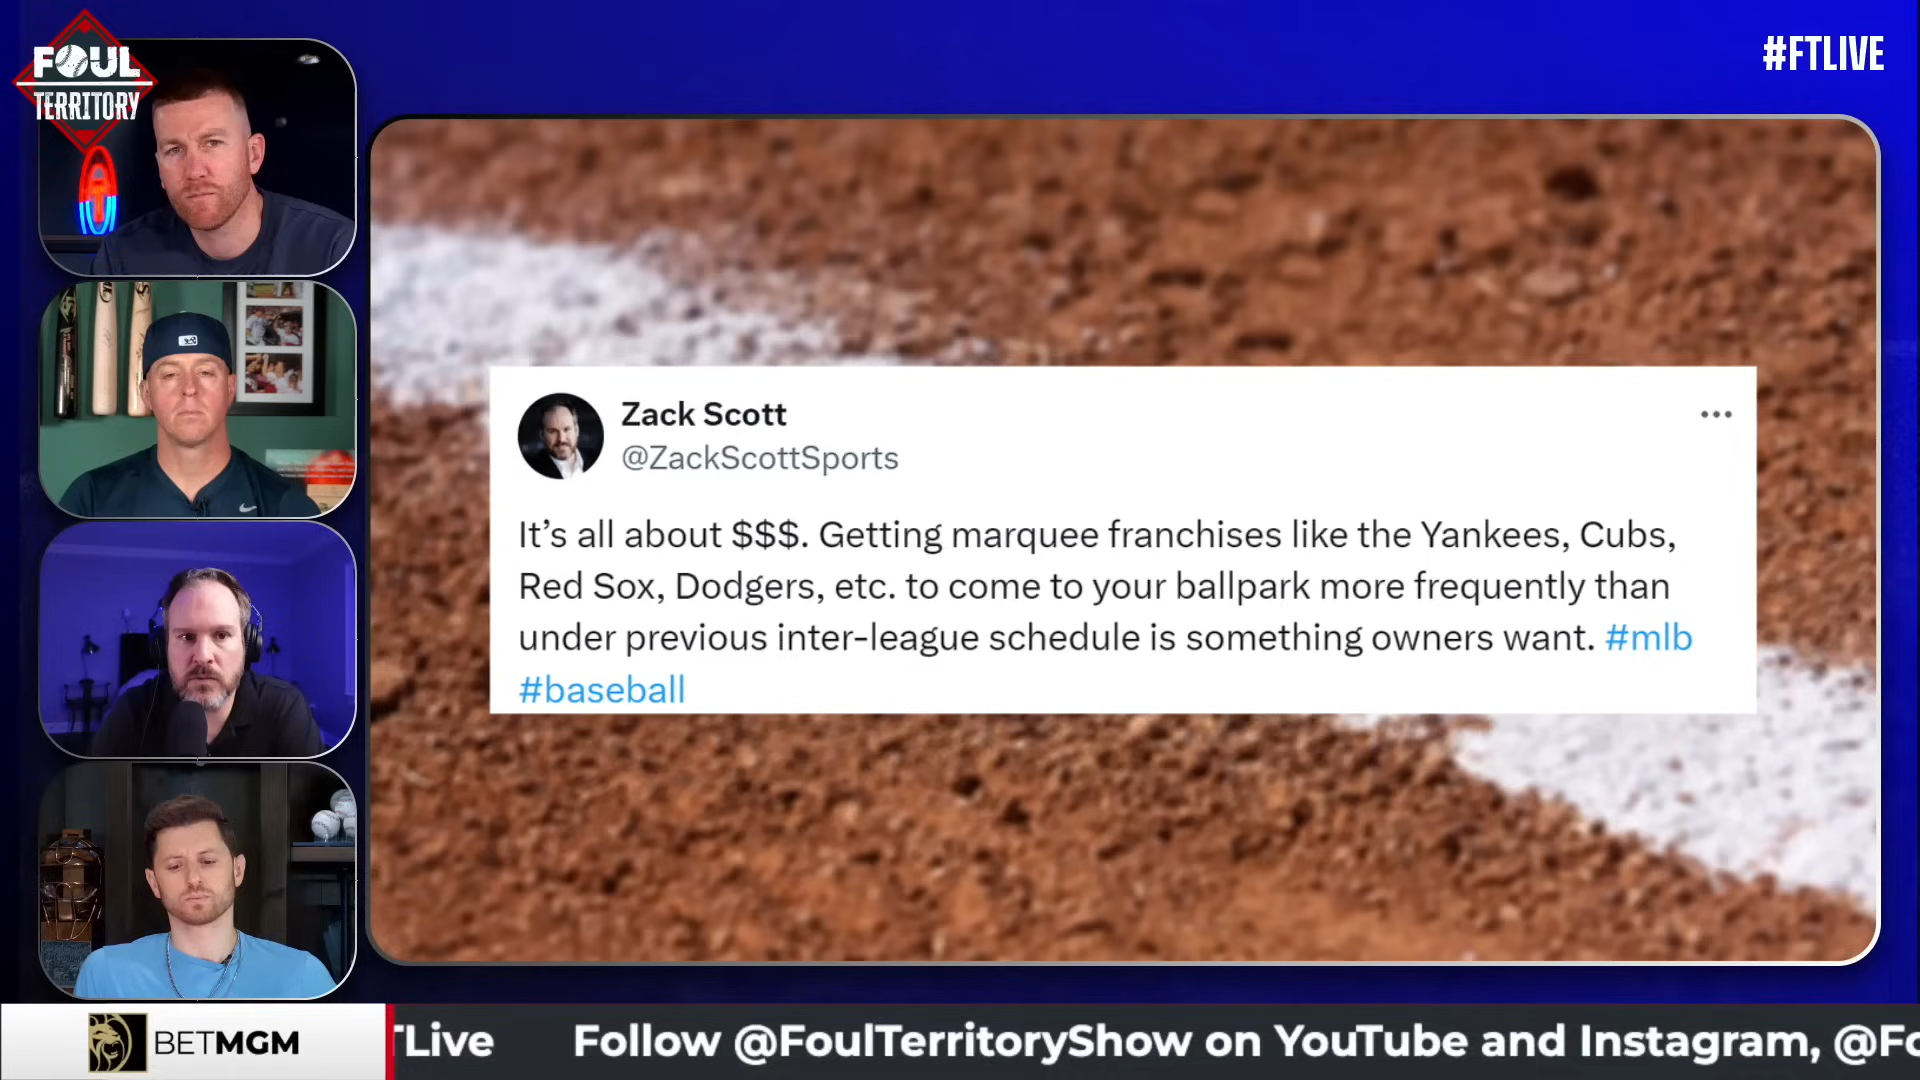 FOUL
TERRITORY
#FTLIVE
Zack Scott
@ZackScottSports
It's all about $$$. Getting marquee franchises like the Yankees, Cubs,
Red Sox, Dodgers, etc. to come to your ballpark more frequently than
under previous inter-league schedule is something owners want. #mlb
#baseball
BETMGM
TLive Follow @FoulTerritoryShow on YouTube and Instagram, @Fo